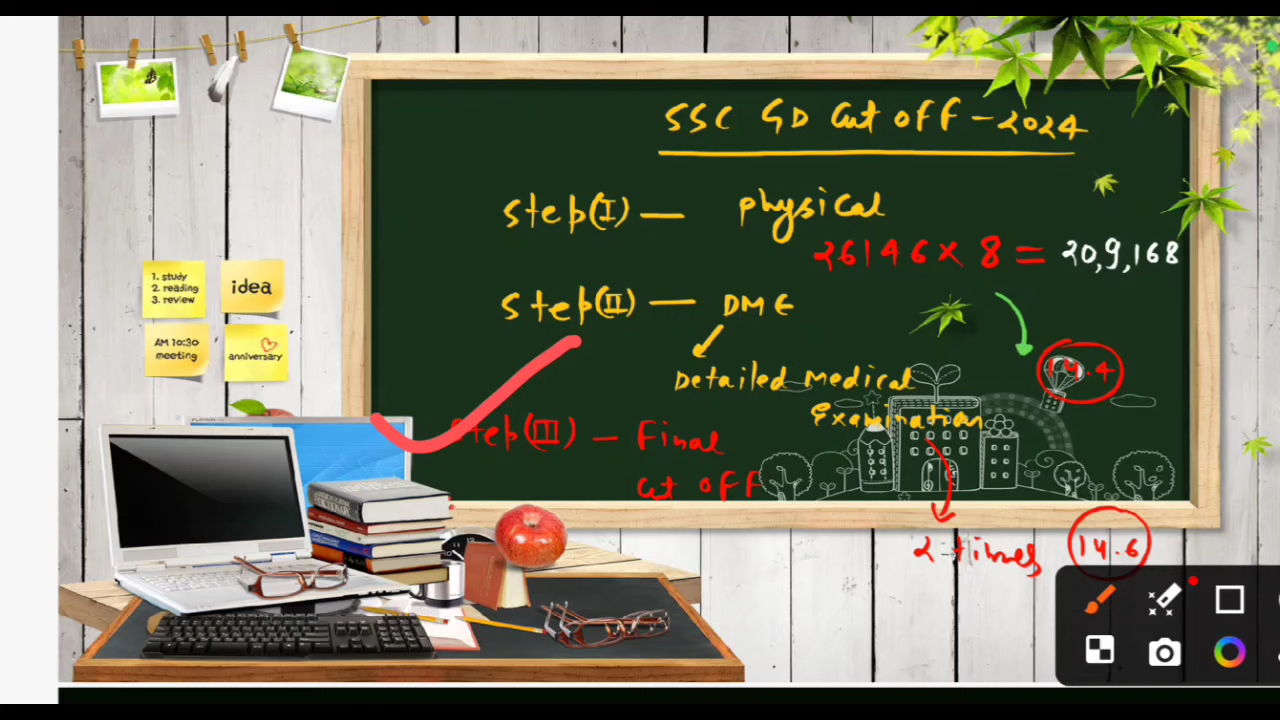 SSC GD Cut off - 2024
Step(I) — Physical
26146 × 8 = 20,9,168
Step(II) — DME
Detailed Medical
Examination
14.4
Step(III) - Final
Cut off
2 times
14.6
1. study
2. reading
3. review
idea
AM 10:30
meeting
anniversary
DICTIONARY
12